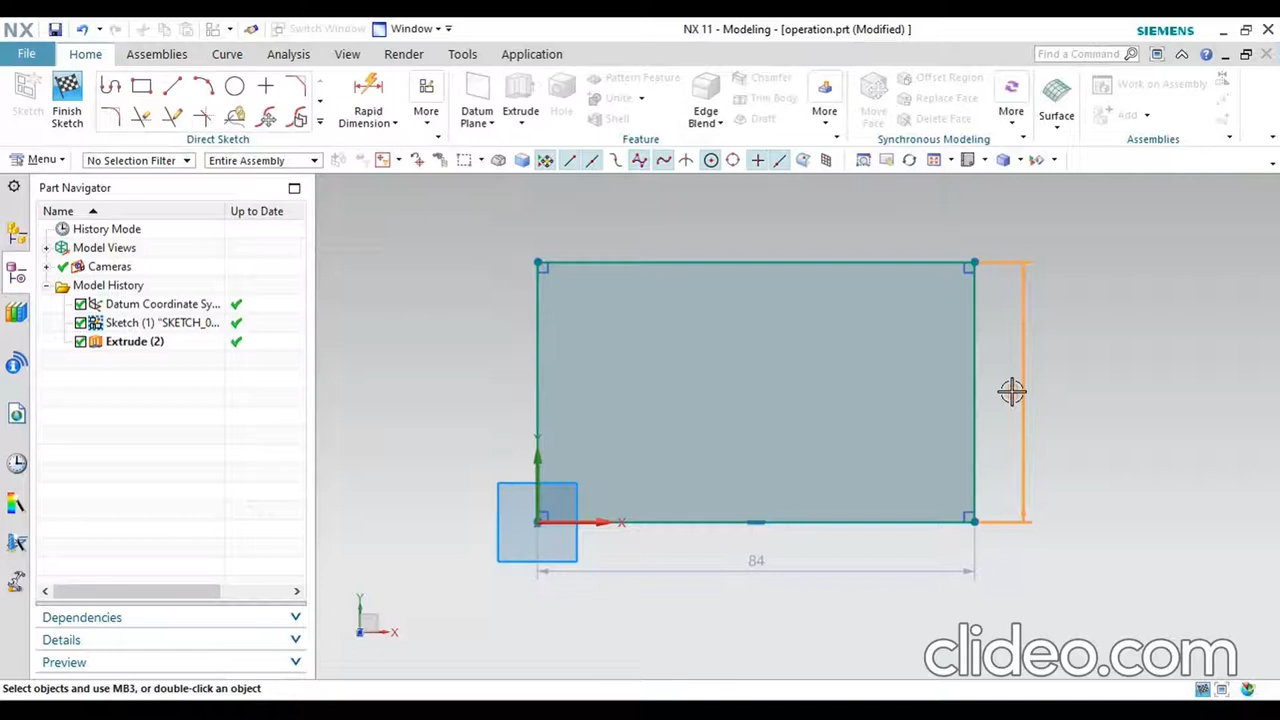 NX Switch Window Window NX 11 - Modeling - [operation.prt (Modified) ] SIEMENS
File Home Assemblies Curve Analysis View Render Tools Application Find a Command
Sketch Finish Sketch Rapid Dimension More Datum Plane Extrude Hole Pattern Feature Unite Shell Edge Blend Chamfer Trim Body Draft More Move Face Offset Region Replace Face Delete Face More Surface Work on Assembly Add
Direct Sketch Feature Synchronous Modeling Assemblies
Menu No Selection Filter Entire Assembly
Part Navigator
Name Up to Date
History Mode
Model Views
Cameras
Model History
Datum Coordinate Sy...
Sketch (1) "SKETCH_0...
Extrude (2)
Y
X
84
Y
X
Dependencies
Details
Preview
clideo.com
Select objects and use MB3, or double-click an object